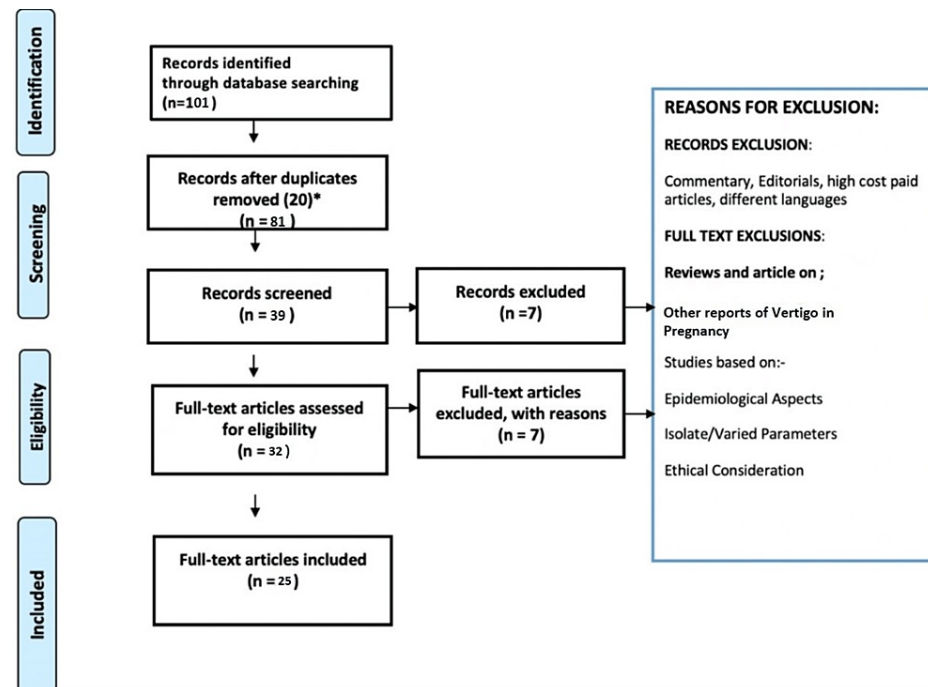 Identification
Records identified
through database searching
(n=101 )
Screening
Records after duplicates
removed (20)*
(n = 81 )
Records screened
(n = 39 )
Records excluded
(n =7)
Eligibility
Full-text articles assessed
for eligibility
(n = 32 )
Full-text articles
excluded, with reasons
(n = 7)
Included
Full-text articles included
(n = 25 )
REASONS FOR EXCLUSION:
RECORDS EXCLUSION:
Commentary, Editorials, high cost paid
articles, different languages
FULL TEXT EXCLUSIONS:
Reviews and article on ;
Other reports of Vertigo in
Pregnancy
Studies based on:-
Epidemiological Aspects
Isolate/Varied Parameters
Ethical Consideration